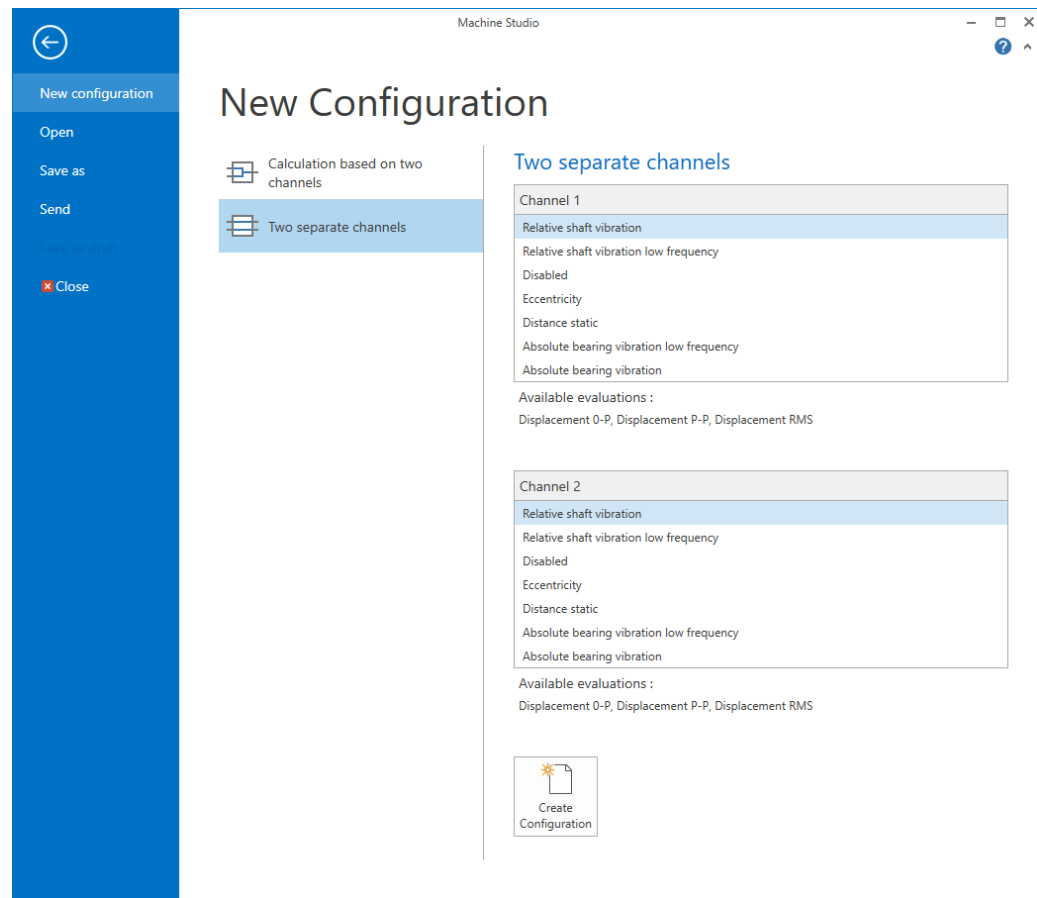 Machine Studio
New configuration
Open
Save as
Send
Save as draft
Close
New Configuration
Calculation based on two
channels
Two separate channels
Two separate channels
Channel 1
Relative shaft vibration
Relative shaft vibration low frequency
Disabled
Eccentricity
Distance static
Absolute bearing vibration low frequency
Absolute bearing vibration
Available evaluations :
Displacement 0-P, Displacement P-P, Displacement RMS
Channel 2
Relative shaft vibration
Relative shaft vibration low frequency
Disabled
Eccentricity
Distance static
Absolute bearing vibration low frequency
Absolute bearing vibration
Available evaluations :
Displacement 0-P, Displacement P-P, Displacement RMS
Create
Configuration